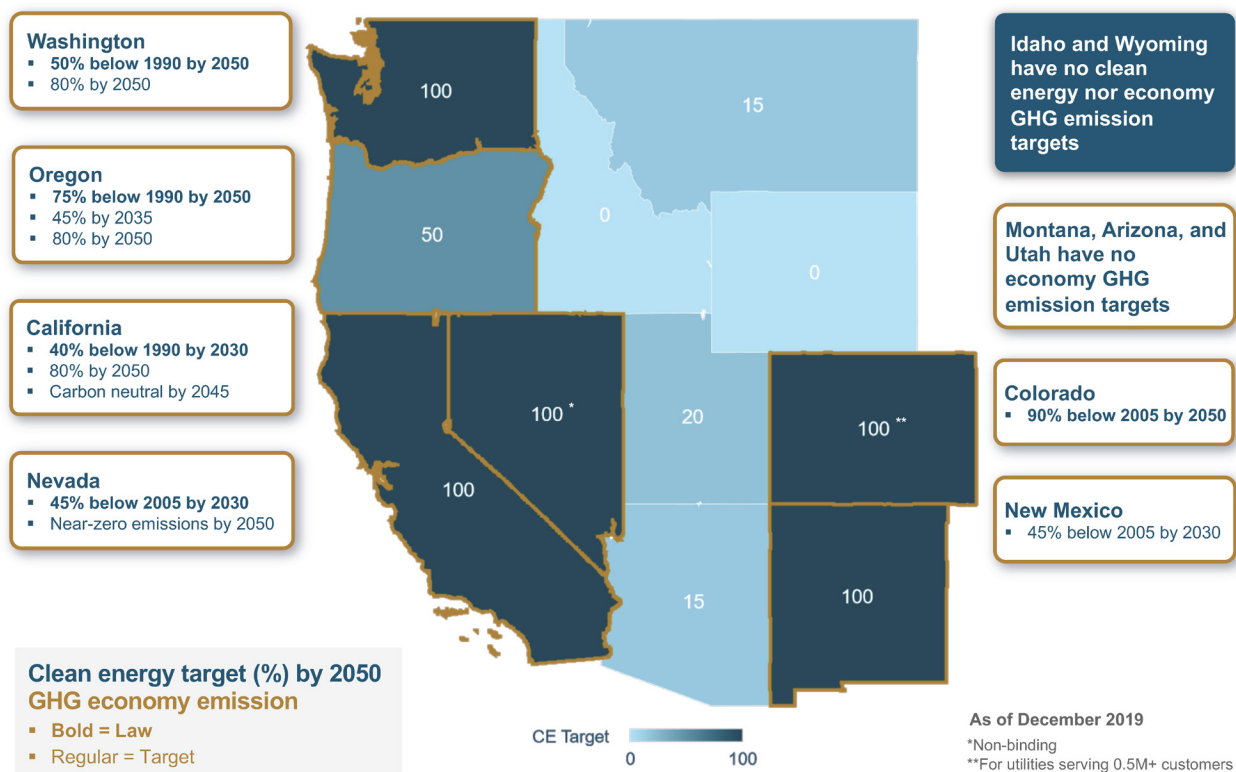 Washington
▪ 50% below 1990 by 2050
▪ 80% by 2050
Oregon
▪ 75% below 1990 by 2050
▪ 45% by 2035
▪ 80% by 2050
California
▪ 40% below 1990 by 2030
▪ 80% by 2050
▪ Carbon neutral by 2045
Nevada
▪ 45% below 2005 by 2030
▪ Near-zero emissions by 2050
Clean energy target (%) by 2050
GHG economy emission
▪ Bold = Law
▪ Regular = Target
100
15
50
0
0
100 *
20
100 **
100
15
100
CE Target
0
100
Idaho and Wyoming
have no clean
energy nor economy
GHG emission
targets
Montana, Arizona, and
Utah have no
economy GHG
emission targets
Colorado
▪ 90% below 2005 by 2050
New Mexico
▪ 45% below 2005 by 2030
As of December 2019
*Non-binding
**For utilities serving 0.5M+ customers